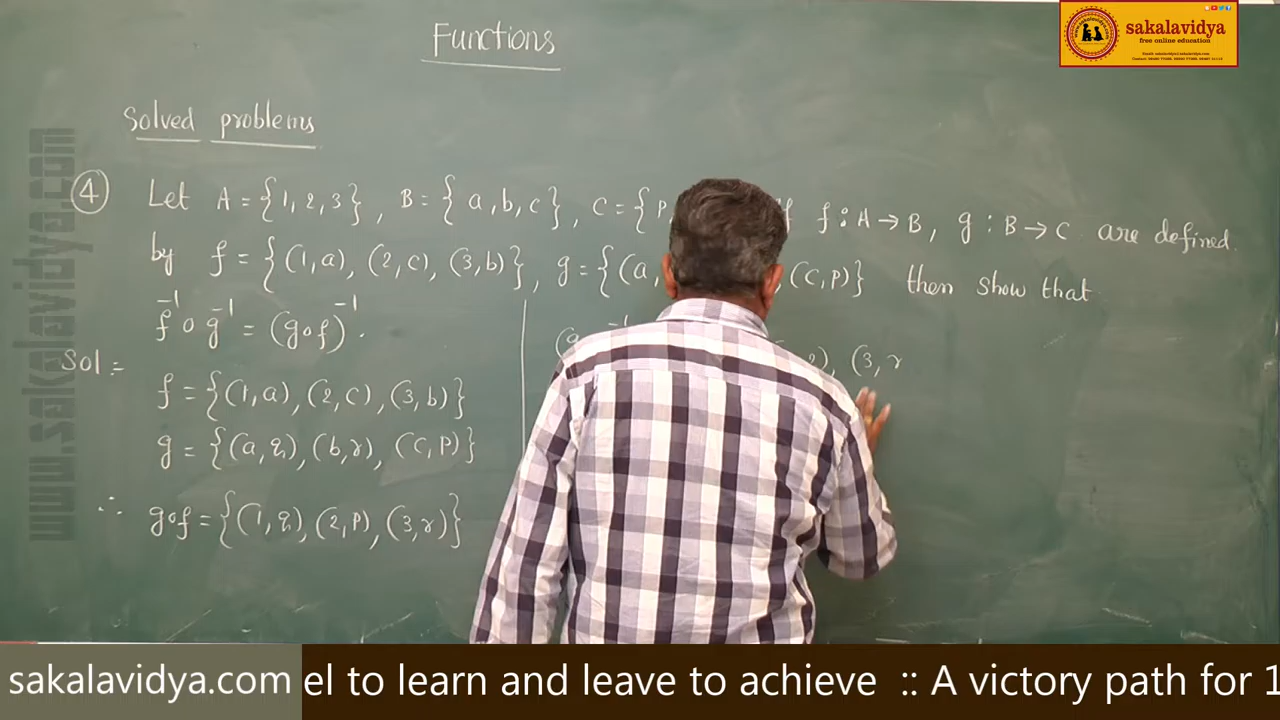 Functions
sakalavidya
free online education
Solved problems
④ Let A = {1, 2, 3}, B = {a, b, c}, C = {P, f : A → B, g : B → C are defined.
by f = {(1, a), (2, c), (3, b)}, g = {(a, (c, P)} then show that
f⁻¹ o g⁻¹ = (gof)⁻¹.
Sol :=
f = {(1, a), (2, c), (3, b)}
g = {(a, q), (b, r), (c, P)}
∴ gof = {(1, q), (2, P), (3, r)}
), (3, r
www.sakalavidya.com
sakalavidya.com el to learn and leave to achieve :: A victory path for 1